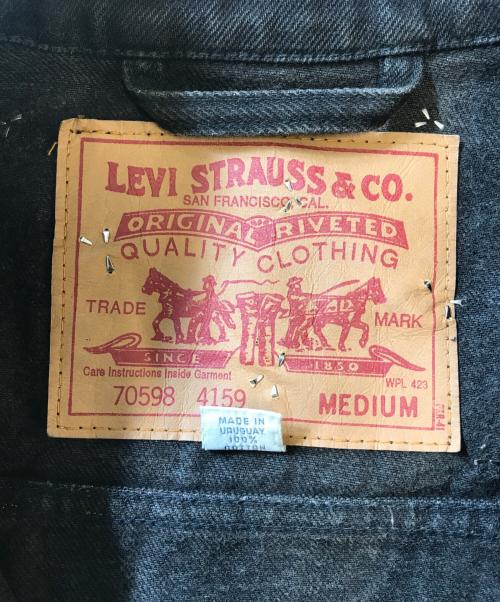 LEVI STRAUSS & CO.
SAN FRANCISCO, CAL.
ORIGINAL RIVETED
QUALITY CLOTHING
TRADE MARK
SINCE 1850
Care Instructions Inside Garment
WPL 423
70598 4159
MEDIUM
MADE IN
URUGUAY
100%
COTTON